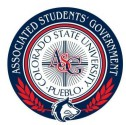 ASSOCIATED STUDENTS' GOVERNMENT
COLORADO STATE UNIVERSITY
ASG
- PUEBLO -